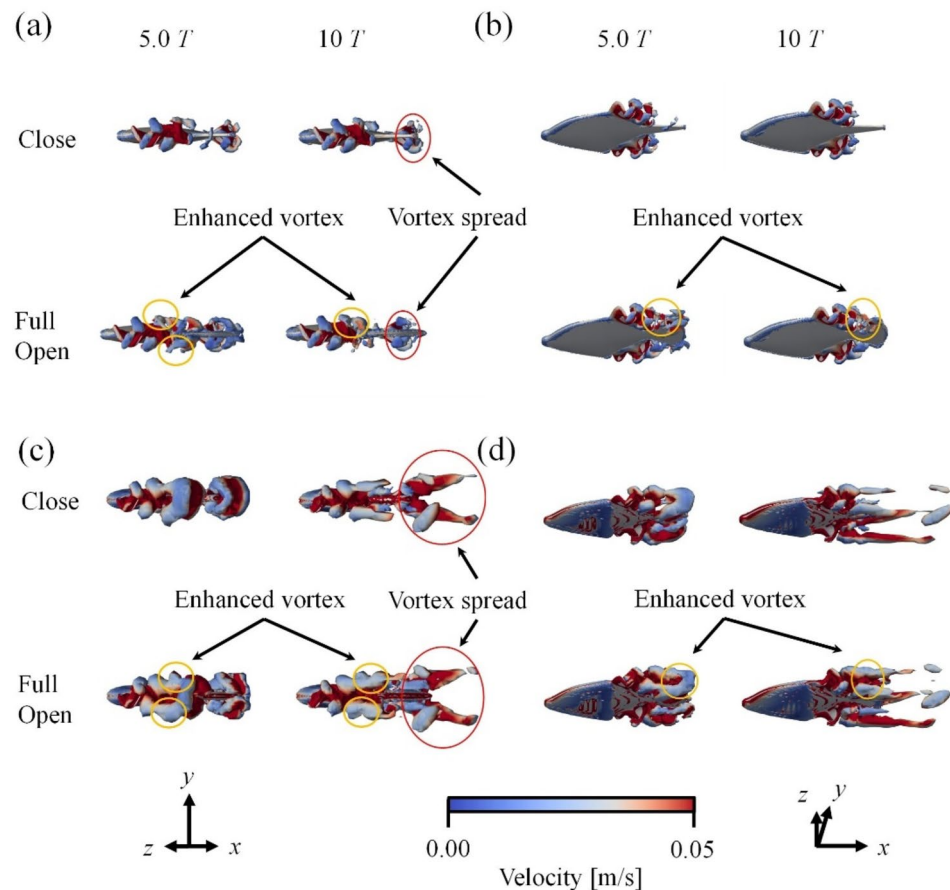 (a)
5.0 T
10 T
(b)
5.0 T
10 T
Close
Enhanced vortex
Vortex spread
Enhanced vortex
Full
Open
(c)
(d)
Close
Enhanced vortex
Vortex spread
Enhanced vortex
Full
Open
y
z
x
0.00
0.05
Velocity [m/s]
z
y
x